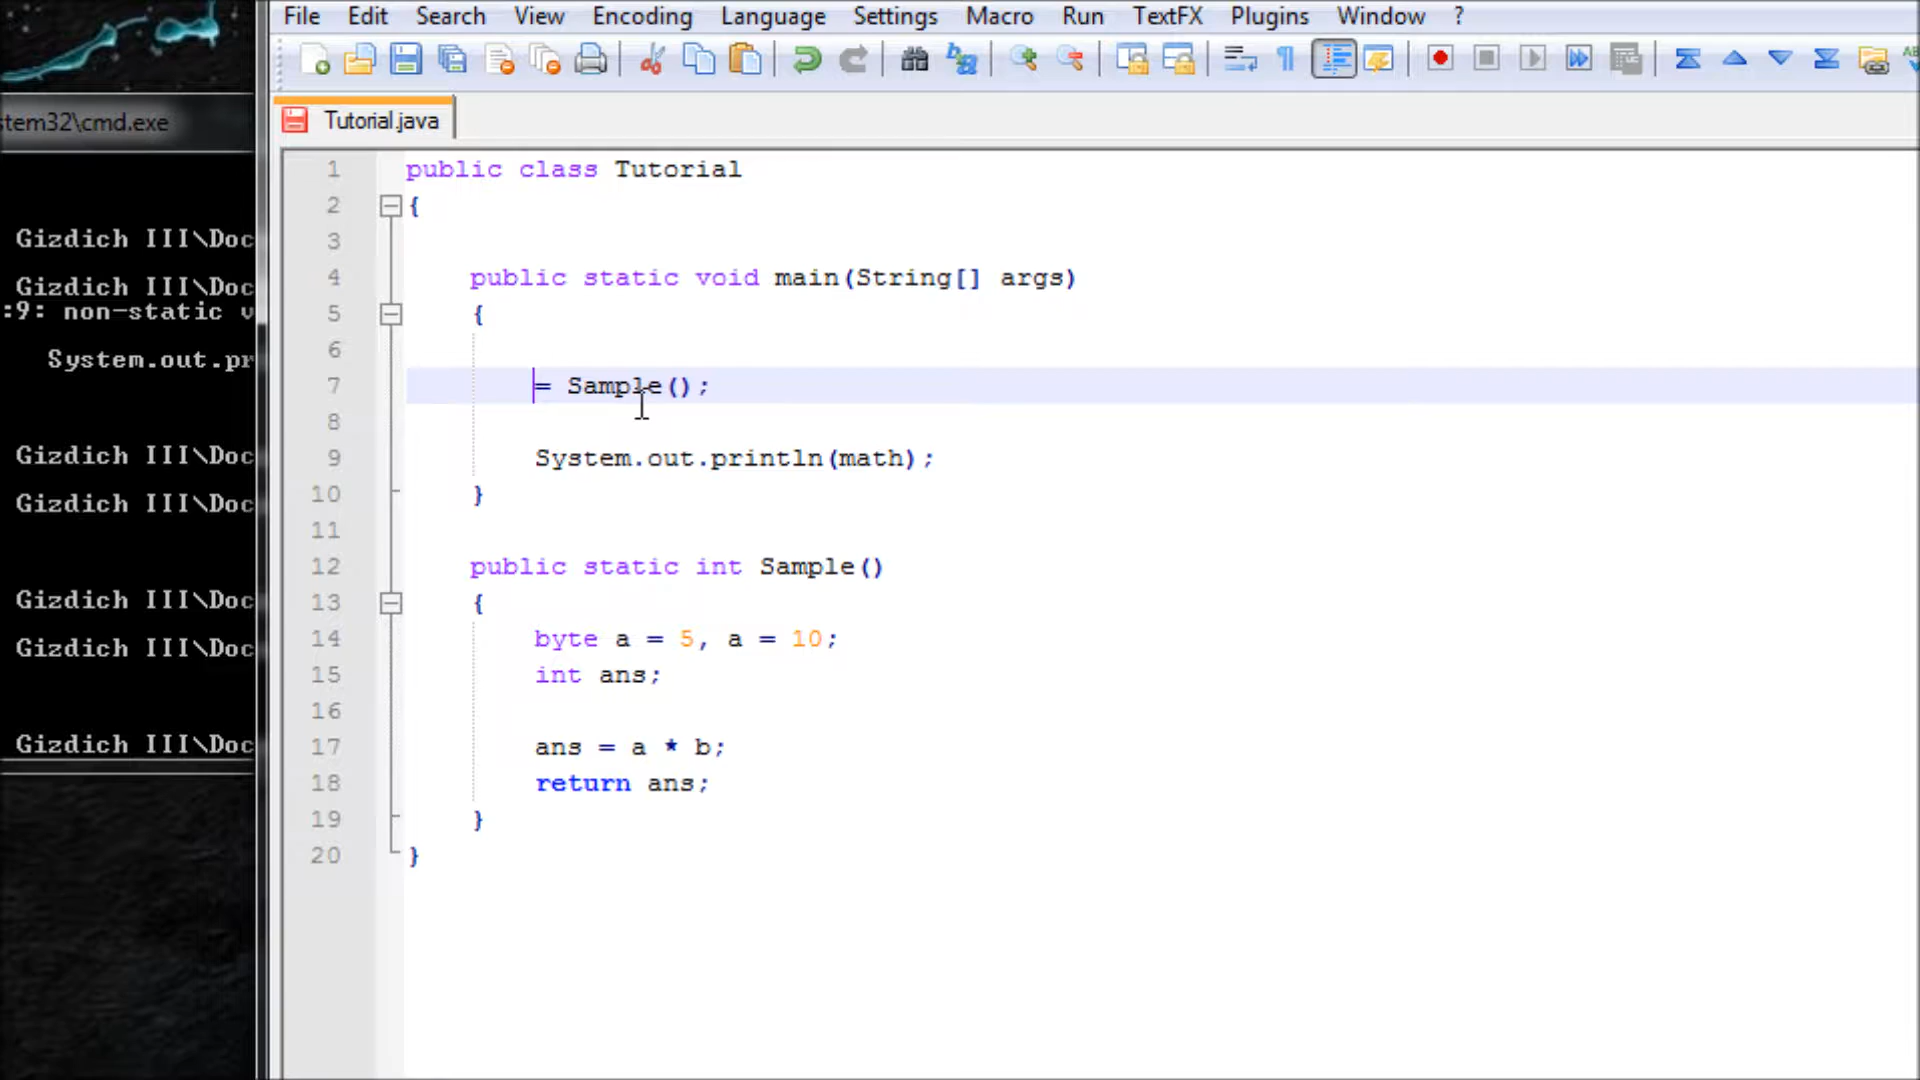 File Edit Search View Encoding Language Settings Macro Run TextFX Plugins Window ?
stem32\cmd.exe
Tutorial.java
Gizdich III\Doc
Gizdich III\Doc
:9: non-static v
System.out.pr
Gizdich III\Doc
Gizdich III\Doc
Gizdich III\Doc
Gizdich III\Doc
Gizdich III\Doc
1 public class Tutorial
2 {
3
4 public static void main(String[] args)
5 {
6
7 = Sample();
8
9 System.out.println(math);
10 }
11
12 public static int Sample()
13 {
14 byte a = 5, a = 10;
15 int ans;
16
17 ans = a * b;
18 return ans;
19 }
20 }